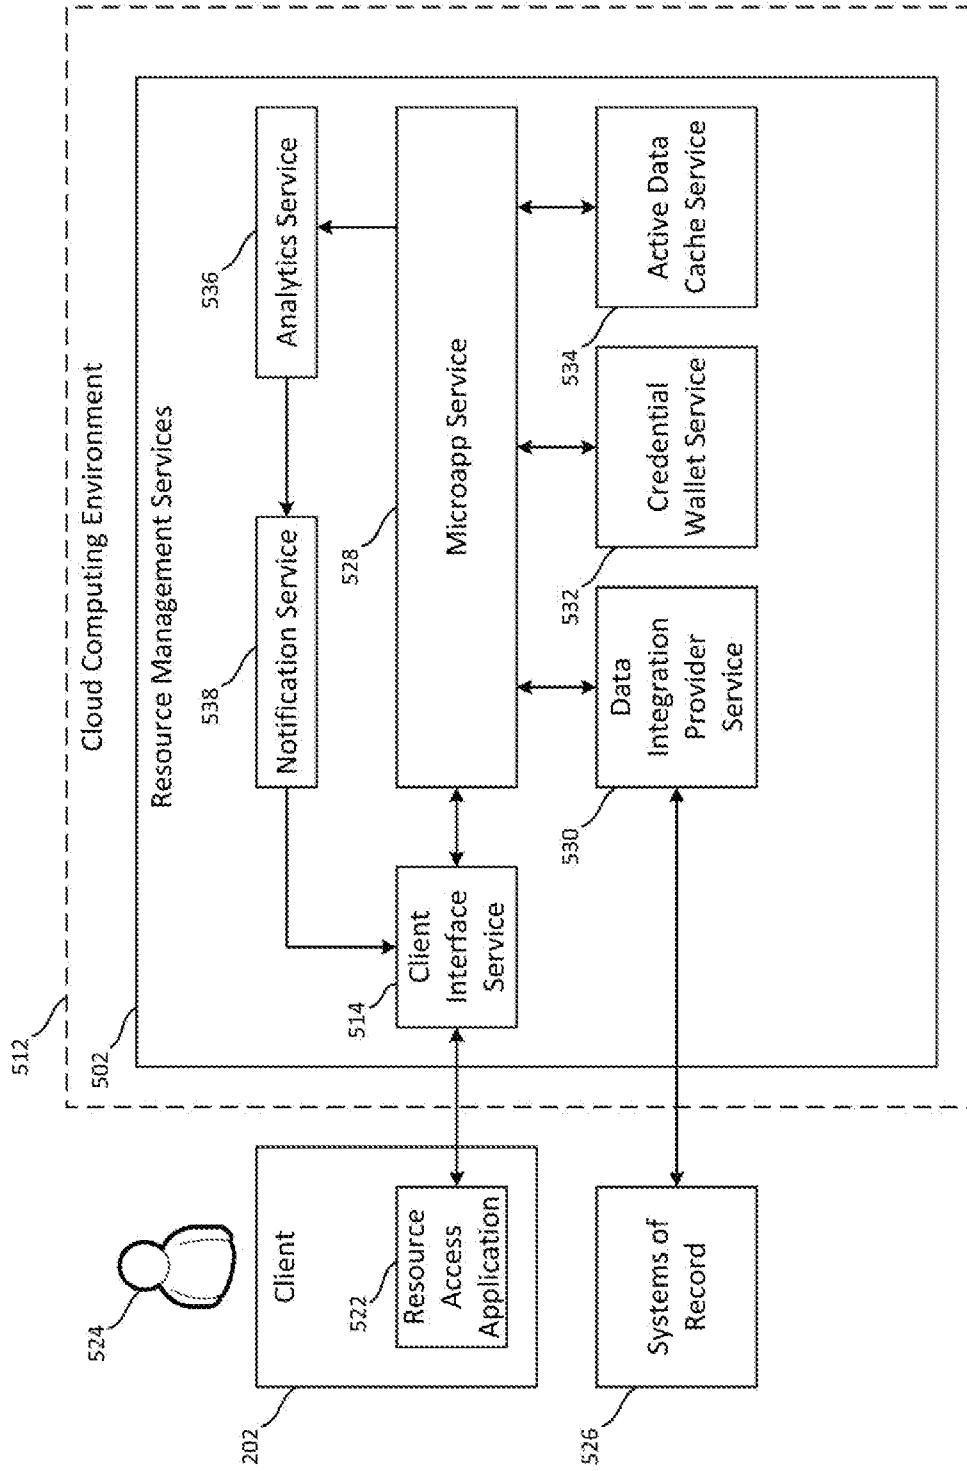 512
Cloud Computing Environment
502
Resource Management Services
524
538
536
Notification Service
Analytics Service
202
Client
522
Resource
Access
Application
514
Client
Interface
Service
528
Microapp Service
526
Systems of
Record
530
Data
Integration
Provider
Service
532
Credential
Wallet Service
534
Active Data
Cache Service